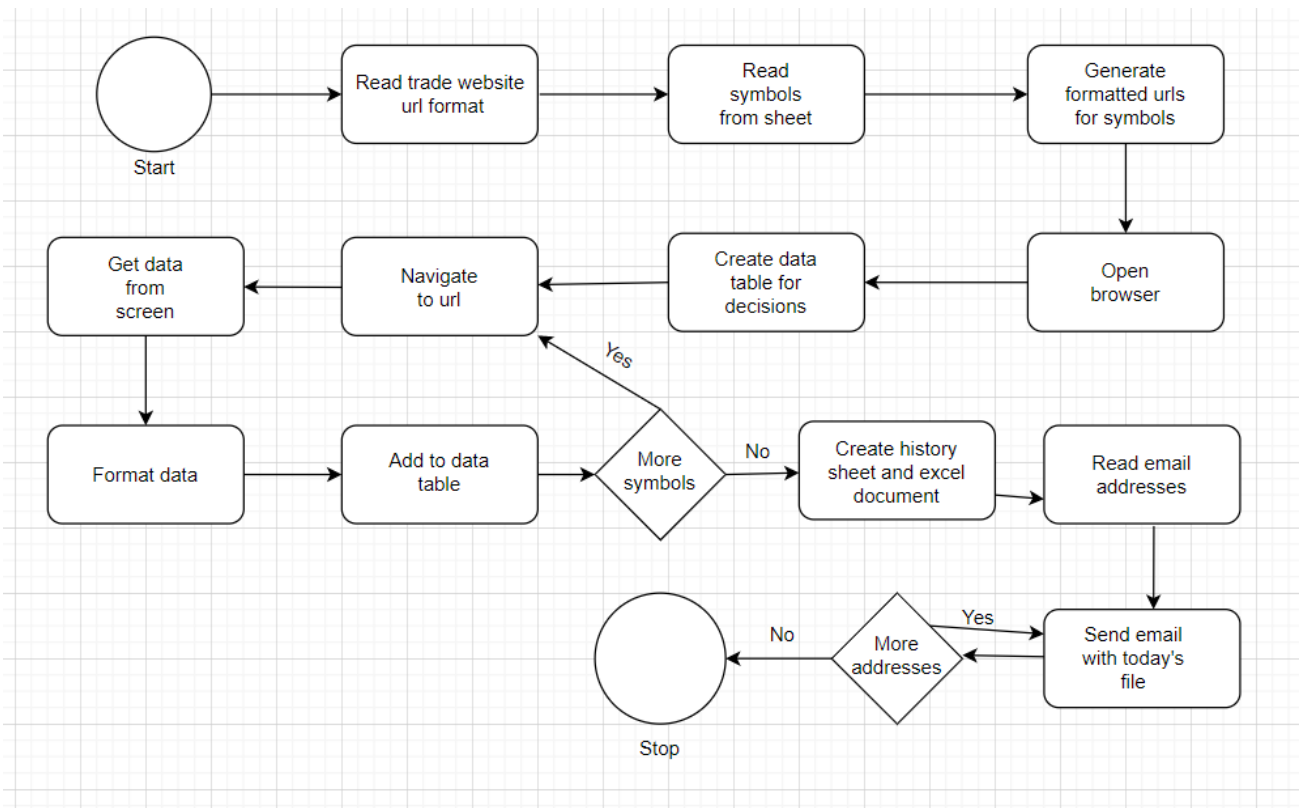 Read trade website
url format
Read
symbols
from sheet
Generate
formatted urls
for symbols
Start
Get data
from
screen
Navigate
to url
Create data
table for
decisions
Open
browser
Yes
Format data
Add to data
table
More
symbols
No
Create history
sheet and excel
document
Read email
addresses
No
More
addresses
Yes
Send email
with today's
file
Stop